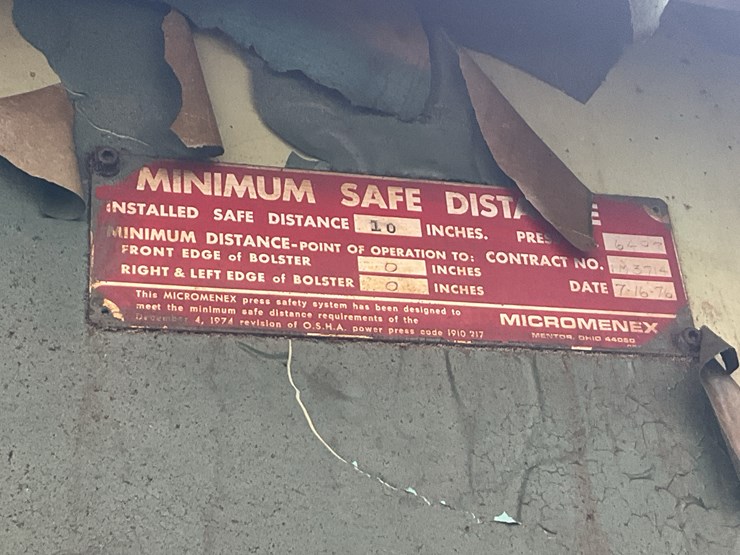 MINIMUM SAFE DISTA E
INSTALLED SAFE DISTANCE 10 INCHES. PRES
MINIMUM DISTANCE-POINT OF OPERATION TO: CONTRACT NO.
FRONT EDGE of BOLSTER 0 INCHES
RIGHT & LEFT EDGE of BOLSTER 0 INCHES DATE 7-16-76
This MICROMENEX press safety system has been designed to
meet the minimum safe distance requirements of the
December 4, 1974 revision of O.S.H.A. power press code 1910 217
MICROMENEX
MENTOR, OHIO 44060